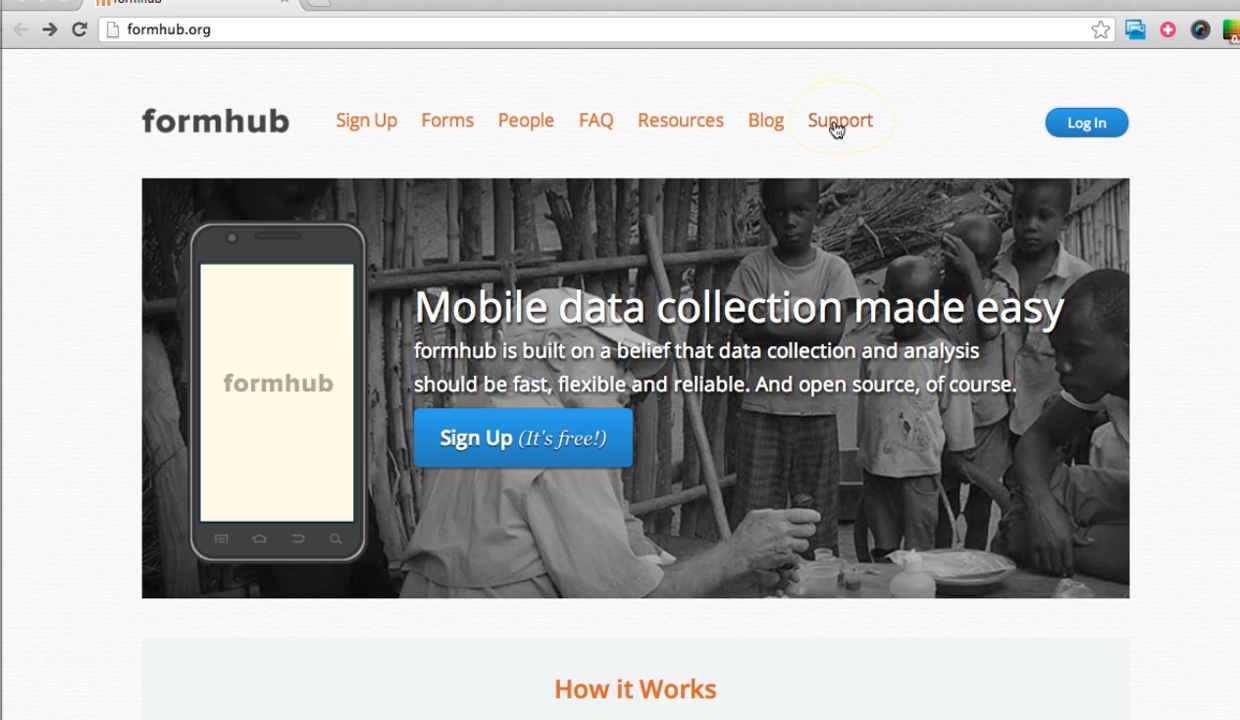 formhub
formhub.org
formhub Sign Up Forms People FAQ Resources Blog Support Log In
Mobile data collection made easy
formhub is built on a belief that data collection and analysis
should be fast, flexible and reliable. And open source, of course.
formhub
Sign Up (It's free!)
How it Works